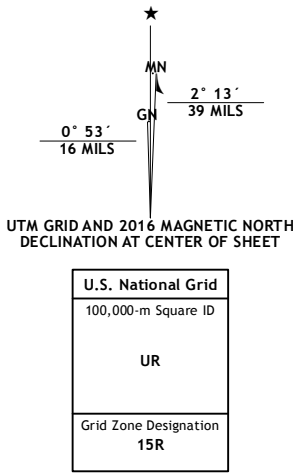 ★
MN
2° 13´
39 MILS
GN
0° 53´
16 MILS
UTM GRID AND 2016 MAGNETIC NORTH
DECLINATION AT CENTER OF SHEET
U.S. National Grid
100,000-m Square ID
UR
Grid Zone Designation
15R